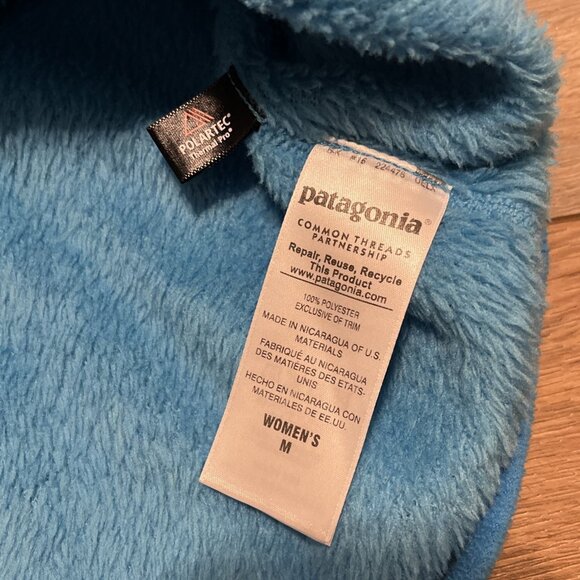 POLARTEC®
Thermal Pro®
patagonia®
COMMON THREADS
PARTNERSHIP
Repair, Reuse, Recycle
This Product
www.patagonia.com
100% POLYESTER
EXCLUSIVE OF TRIM
MADE IN NICARAGUA OF U.S.
MATERIALS
FABRIQUÉ AU NICARAGUA
DES MATIERES DES ETATS-
UNIS
HECHO EN NICARAGUA CON
MATERIALES DE EE.UU.
WOMEN'S
M